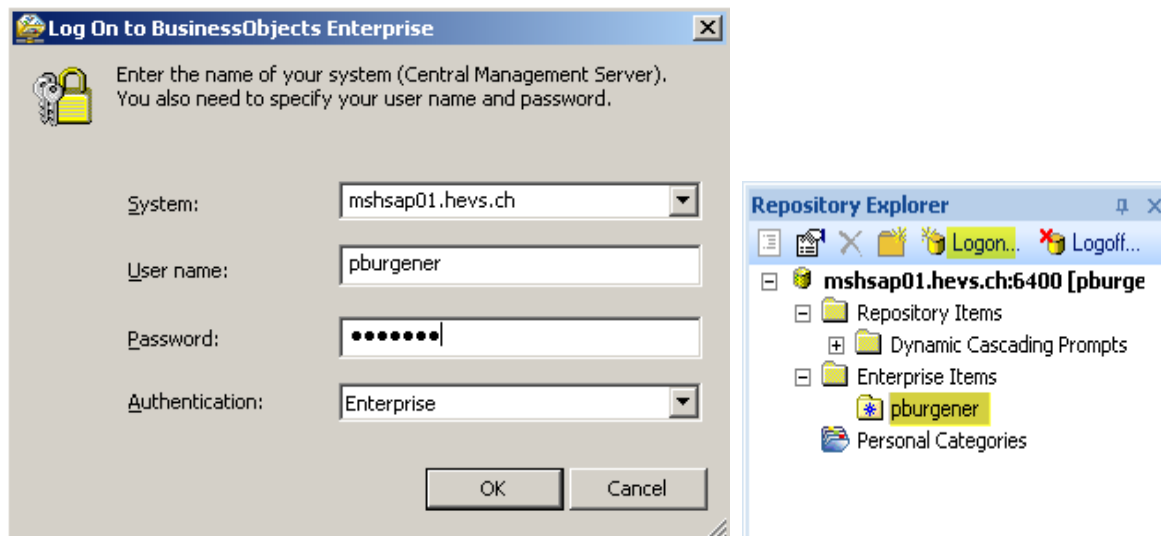 Log On to BusinessObjects Enterprise
Enter the name of your system (Central Management Server).
You also need to specify your user name and password.
System: mshsap01.hevs.ch
User name: pburgener
Password: •••••••
Authentication: Enterprise
OK Cancel
Repository Explorer
Logon... Logoff...
mshsap01.hevs.ch:6400 [pburge
Repository Items
Dynamic Cascading Prompts
Enterprise Items
pburgener
Personal Categories